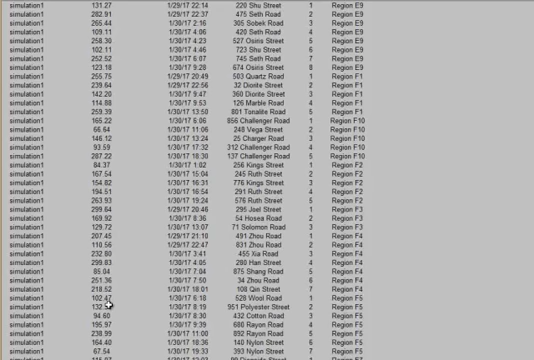 simulation1 131.27 1/29/17 22:14 220 Shu Street 1 Region E9
simulation1 282.91 1/29/17 22:37 475 Seth Road 2 Region E9
simulation1 265.44 1/30/17 2:16 305 Sobek Road 3 Region E9
simulation1 109.11 1/30/17 4:06 420 Seth Road 4 Region E9
simulation1 258.30 1/30/17 4:23 527 Osiris Street 5 Region E9
simulation1 102.11 1/30/17 4:46 723 Shu Street 6 Region E9
simulation1 252.52 1/30/17 6:07 745 Seth Road 7 Region E9
simulation1 123.18 1/30/17 9:28 674 Osiris Street 8 Region E9
simulation1 255.75 1/29/17 20:49 503 Quartz Road 1 Region F1
simulation1 239.64 1/29/17 22:56 32 Diorite Street 2 Region F1
simulation1 142.20 1/30/17 9:47 360 Diorite Street 3 Region F1
simulation1 114.88 1/30/17 9:53 126 Marble Road 4 Region F1
simulation1 259.39 1/30/17 13:50 801 Tonalite Road 5 Region F1
simulation1 165.22 1/30/17 6:06 856 Challenger Road 1 Region F10
simulation1 66.64 1/30/17 11:06 248 Vega Street 2 Region F10
simulation1 146.12 1/30/17 13:24 25 Charger Road 3 Region F10
simulation1 93.59 1/30/17 17:32 312 Challenger Road 4 Region F10
simulation1 287.22 1/30/17 18:30 137 Challenger Road 5 Region F10
simulation1 84.37 1/30/17 1:02 256 Kings Street 1 Region F2
simulation1 167.54 1/30/17 15:04 245 Ruth Street 2 Region F2
simulation1 154.82 1/30/17 16:31 776 Kings Street 3 Region F2
simulation1 194.51 1/30/17 16:54 291 Ruth Street 4 Region F2
simulation1 263.93 1/30/17 19:24 576 Ruth Street 5 Region F2
simulation1 299.64 1/29/17 20:46 295 Joel Street 1 Region F3
simulation1 169.92 1/30/17 8:36 54 Hosea Road 2 Region F3
simulation1 129.72 1/30/17 13:07 71 Solomon Road 3 Region F3
simulation1 207.45 1/29/17 21:10 491 Zhou Road 1 Region F4
simulation1 110.56 1/29/17 22:47 831 Zhou Road 2 Region F4
simulation1 232.80 1/30/17 3:41 455 Xia Road 3 Region F4
simulation1 299.83 1/30/17 4:05 280 Han Street 4 Region F4
simulation1 85.04 1/30/17 7:04 875 Shang Road 5 Region F4
simulation1 251.36 1/30/17 7:50 34 Zhou Road 6 Region F4
simulation1 218.52 1/30/17 18:01 108 Qin Street 7 Region F4
simulation1 102.47 1/30/17 6:18 528 Wool Road 1 Region F5
simulation1 1/30/17 8:19 951 Polyester Street 2 Region F5
simulation1 94.60 1/30/17 8:30 432 Cotton Road 3 Region F5
simulation1 195.97 1/30/17 9:39 680 Rayon Road 4 Region F5
simulation1 238.99 1/30/17 11:00 892 Rayon Road 5 Region F5
simulation1 164.40 1/30/17 18:36 140 Nylon Street 6 Region F5
simulation1 67.54 1/30/17 19:33 393 Nylon Street 7 Region F5